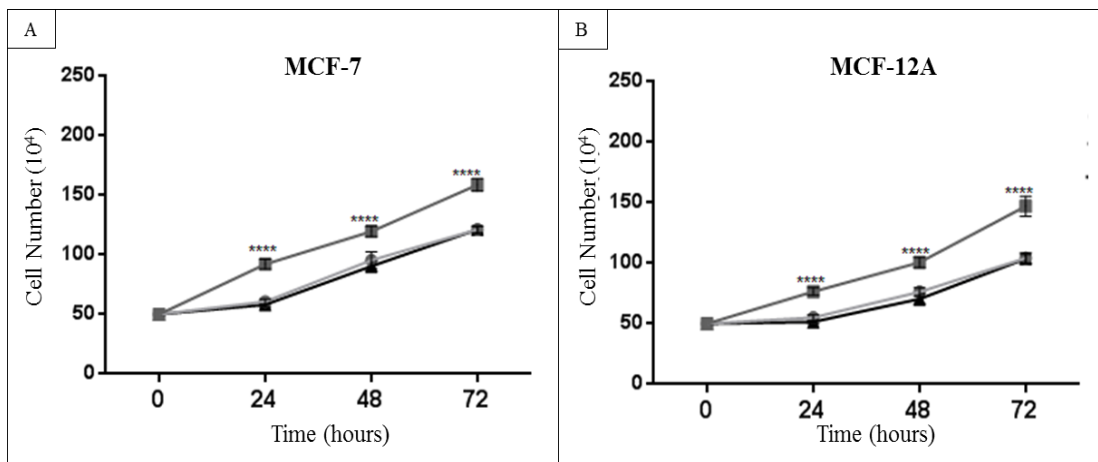 A
MCF-7
Cell Number (10⁴)
250
200
150
100
50
0
****
****
****
0 24 48 72
Time (hours)
B
MCF-12A
Cell Number (10⁴)
250
200
150
100
50
0
****
****
****
0 24 48 72
Time (hours)